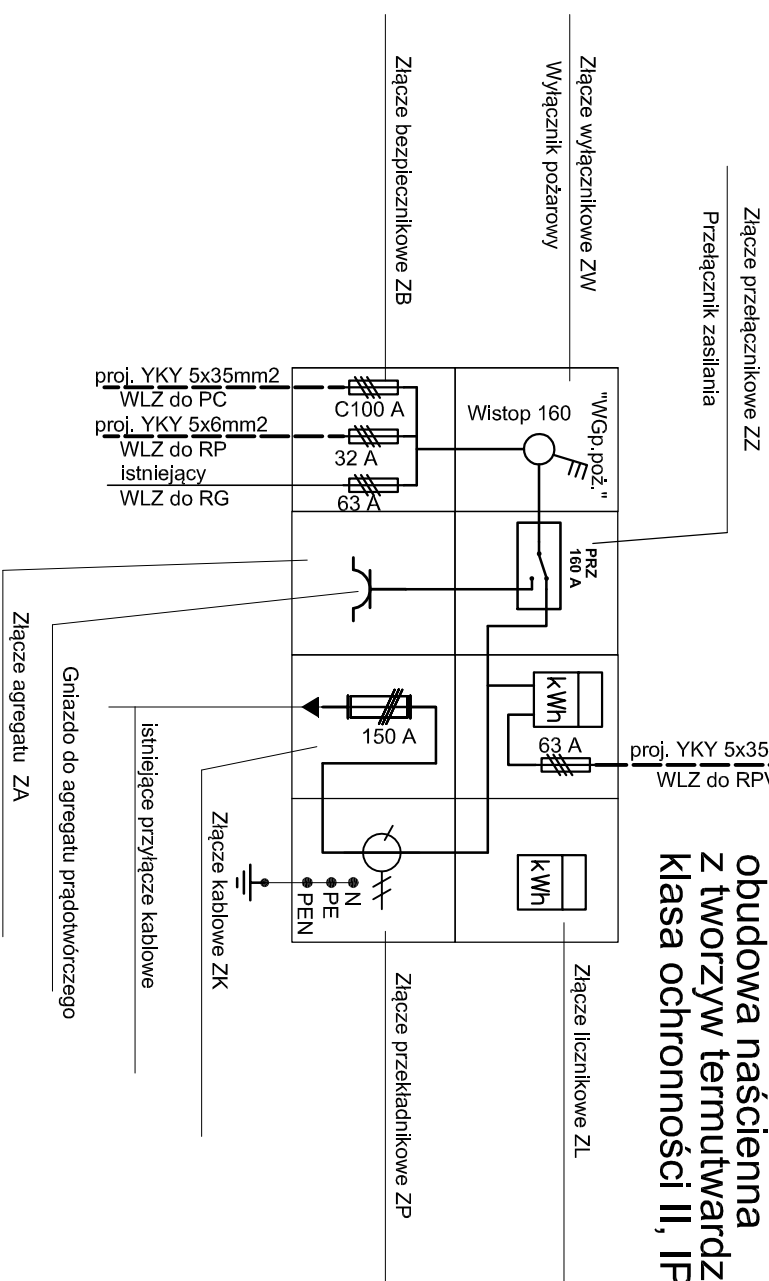 Złącze przełącznikowe ZZ
Przełącznik zasilania
Złącze wyłącznikowe ZW
Wyłącznik pożarowy
Złącze bezpiecznikowe ZB
proj. YKY 5x35mm2
WLZ do PC
proj. YKY 5x6mm2
WLZ do RP
istniejący
WLZ do RG
C100 A
32 A
63 A
Wistop 160
"WGp.poż."
PRZ
160 A
kWh
63 A
proj. YKY 5x35
WLZ do RPV
150 A
kWh
N
PE
PEN
obudowa naścienna
z tworzyw termutwardz
klasa ochronności II, IP
Złącze licznikowe ZL
Złącze przekładnikowe ZP
Złącze kablowe ZK
istniejące przyłącze kablowe
Gniazdo do agregatu prądotwórczego
Złącze agregatu ZA